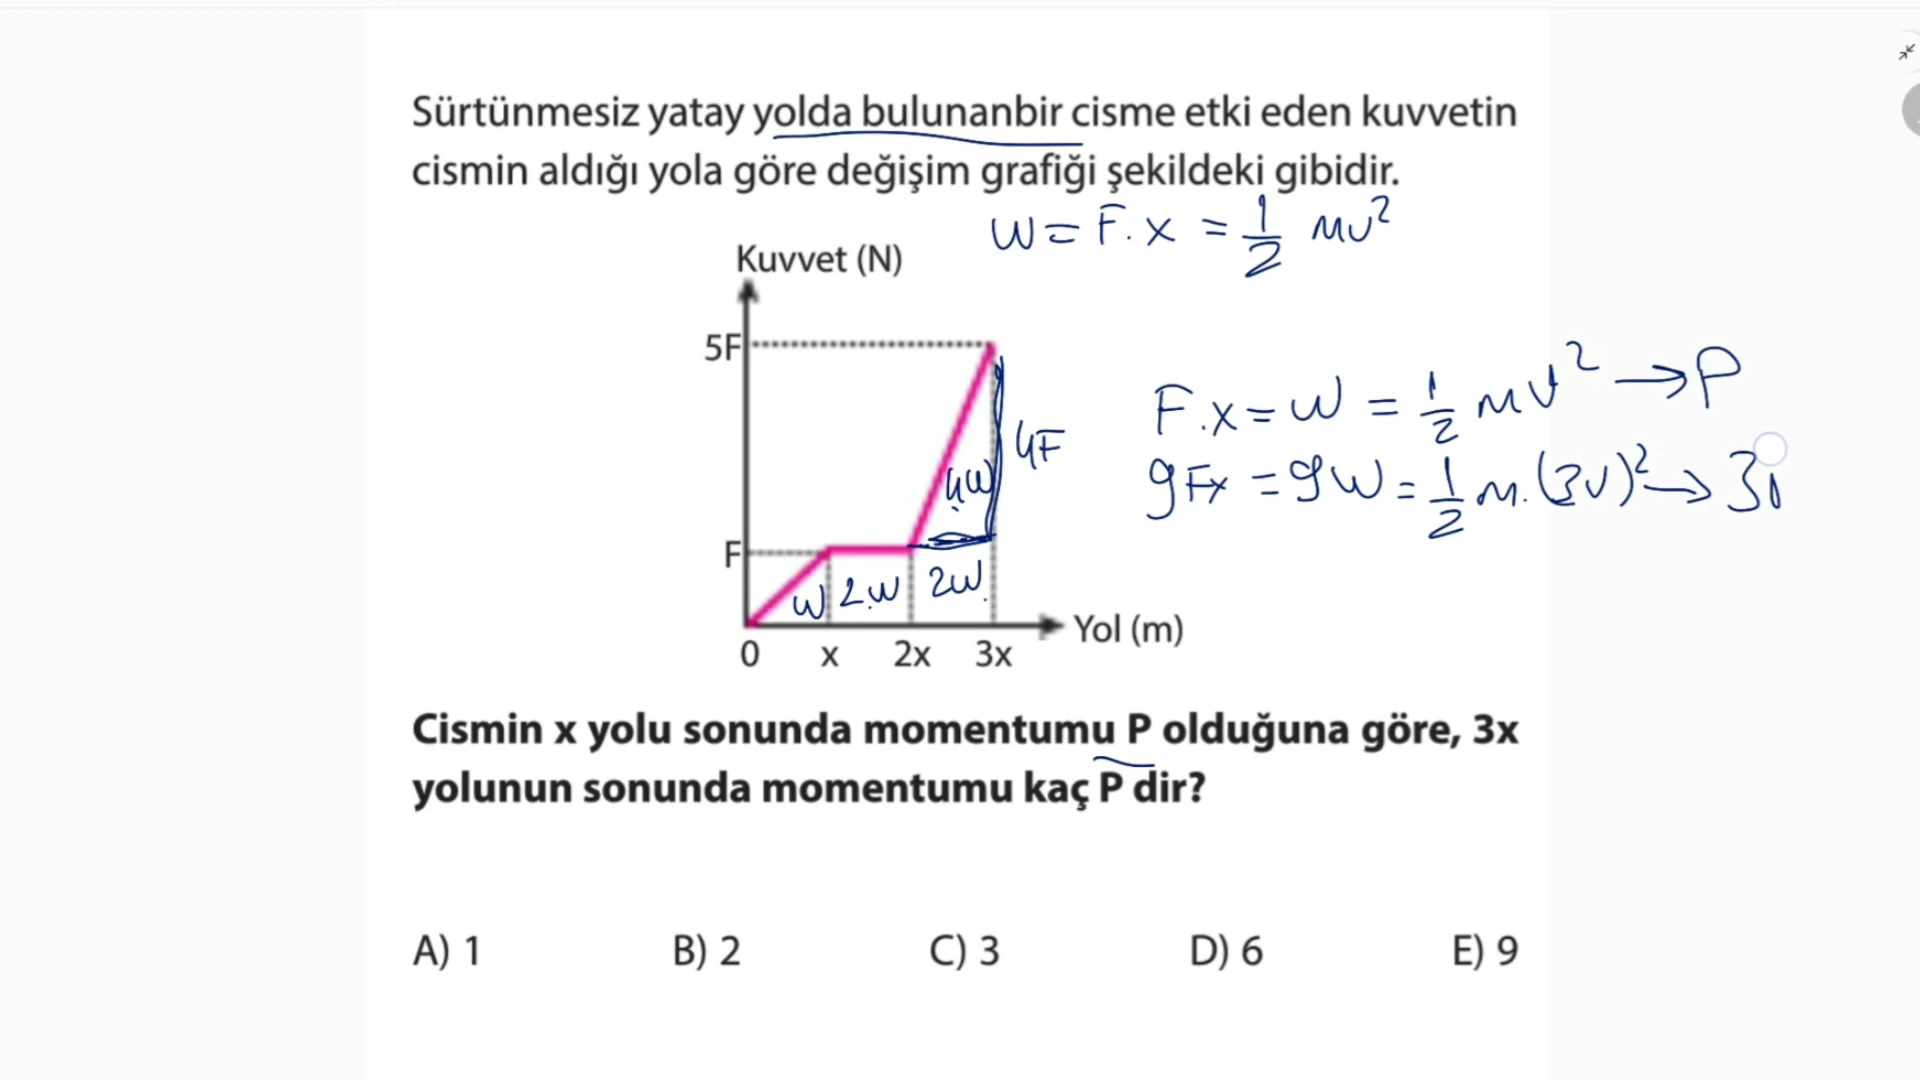 Sürtünmesiz yatay yolda bulunanbir cisme etki eden kuvvetin
cismin aldığı yola göre değişim grafiği şekildeki gibidir.
W = F.x = 1/2 mv²
Kuvvet (N)
5F
F.x = W = 1/2 mv² → P
4F
9Fx = 9W = 1/2 m.(3v)² → 3
4W
F
W 2W 2W
Yol (m)
0 x 2x 3x
Cismin x yolu sonunda momentumu P olduğuna göre, 3x
yolunun sonunda momentumu kaç P dir?
A) 1 B) 2 C) 3 D) 6 E) 9